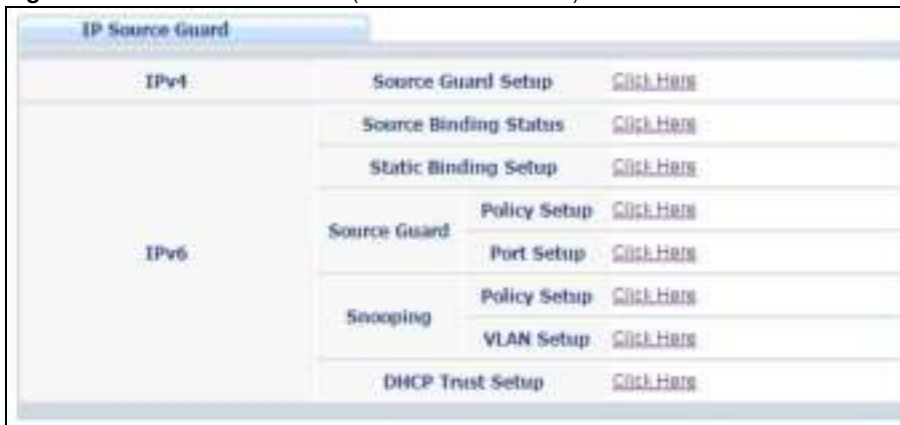 IP Source Guard
IPv4 Source Guard Setup Click Here
Source Binding Status Click Here
Static Binding Setup Click Here
IPv6 Source Guard Policy Setup Click Here
Port Setup Click Here
Snooping Policy Setup Click Here
VLAN Setup Click Here
DHCP Trust Setup Click Here